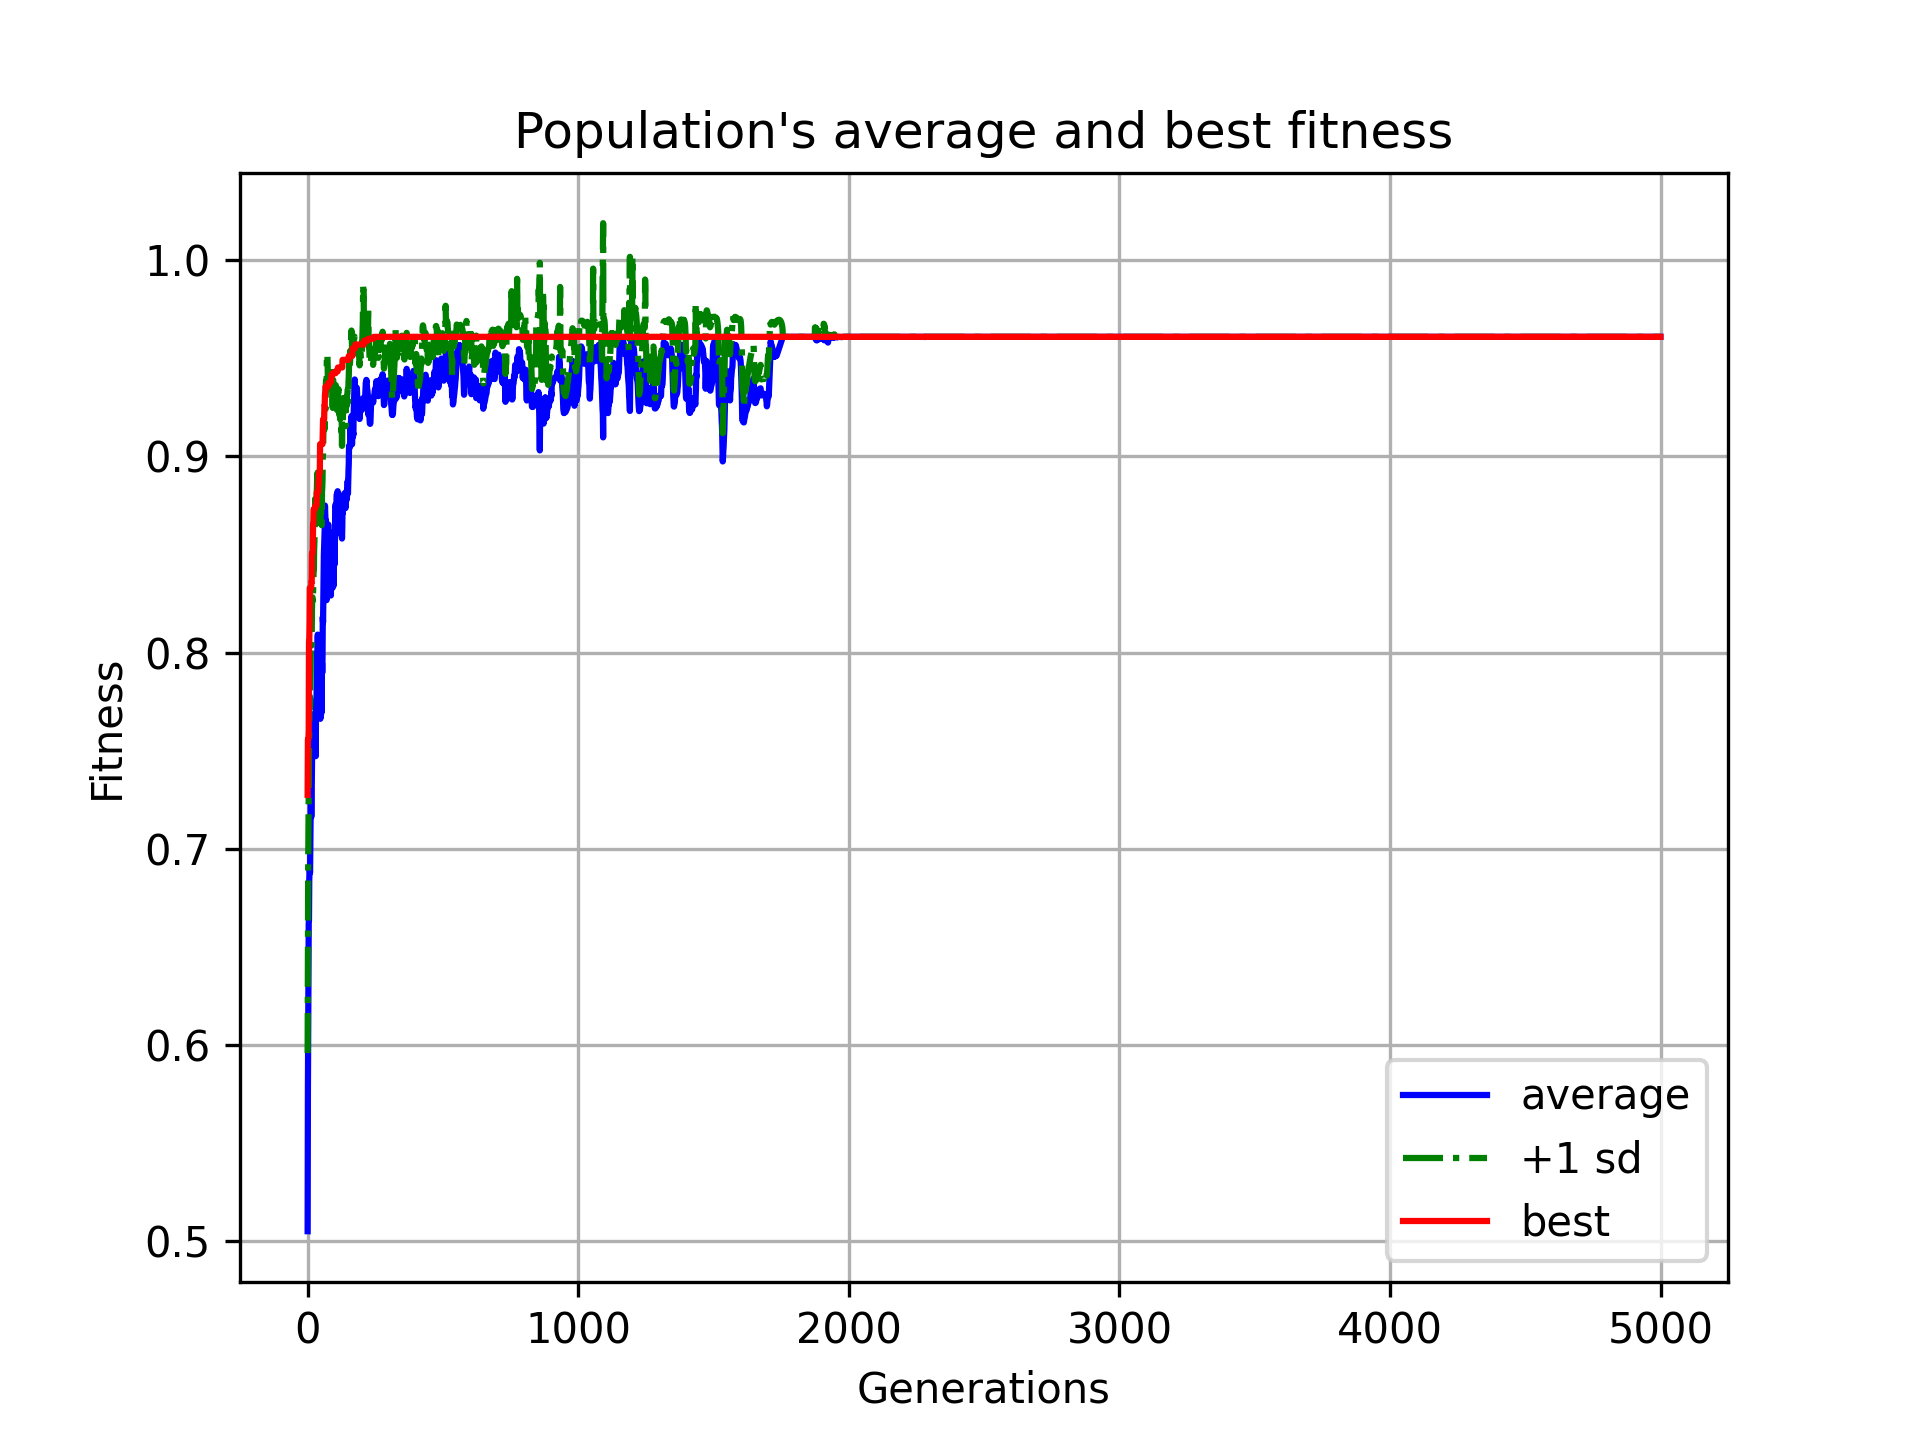 Population's average and best fitness
1.0
0.9
0.8
0.7
0.6
0.5
Fitness
0 1000 2000 3000 4000 5000
Generations
average
+1 sd
best